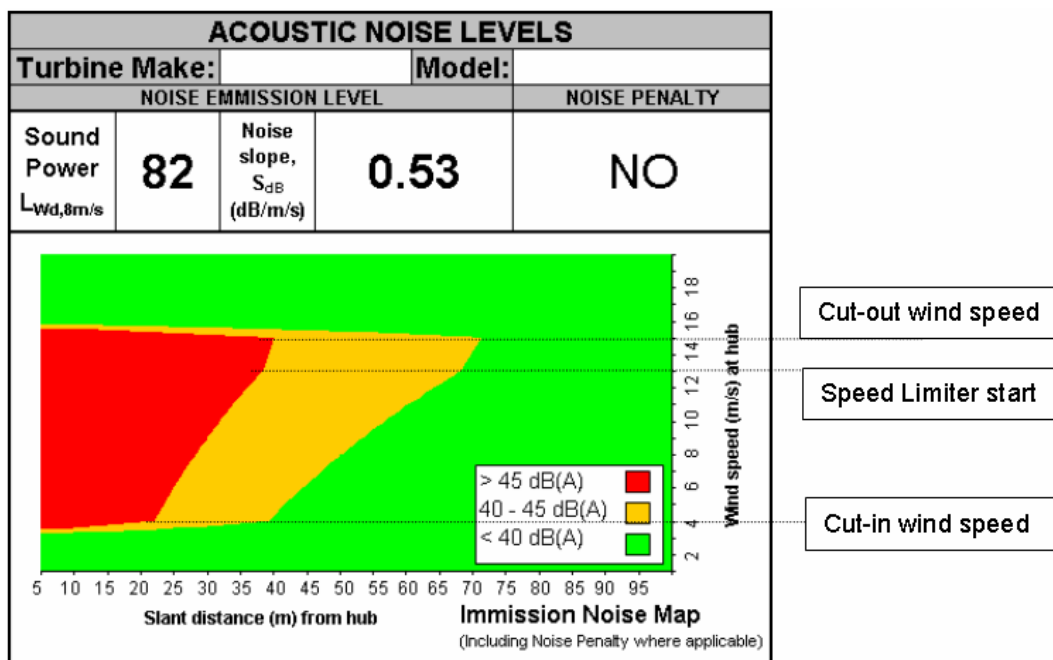 ACOUSTIC NOISE LEVELS
Turbine Make: Model:
NOISE EMMISSION LEVEL NOISE PENALTY
Sound
Power
LWd,8m/s
82
Noise
slope,
SdB
(dB/m/s)
0.53
NO
18
16
14
12
10
8
6
4
2
Wind speed (m/s) at hub
> 45 dB(A)
40 - 45 dB(A)
< 40 dB(A)
5 10 15 20 25 30 35 40 45 50 55 60 65 70 75 80 85 90 95
Slant distance (m) from hub
Immission Noise Map
(Including Noise Penalty where applicable)
Cut-out wind speed
Speed Limiter start
Cut-in wind speed